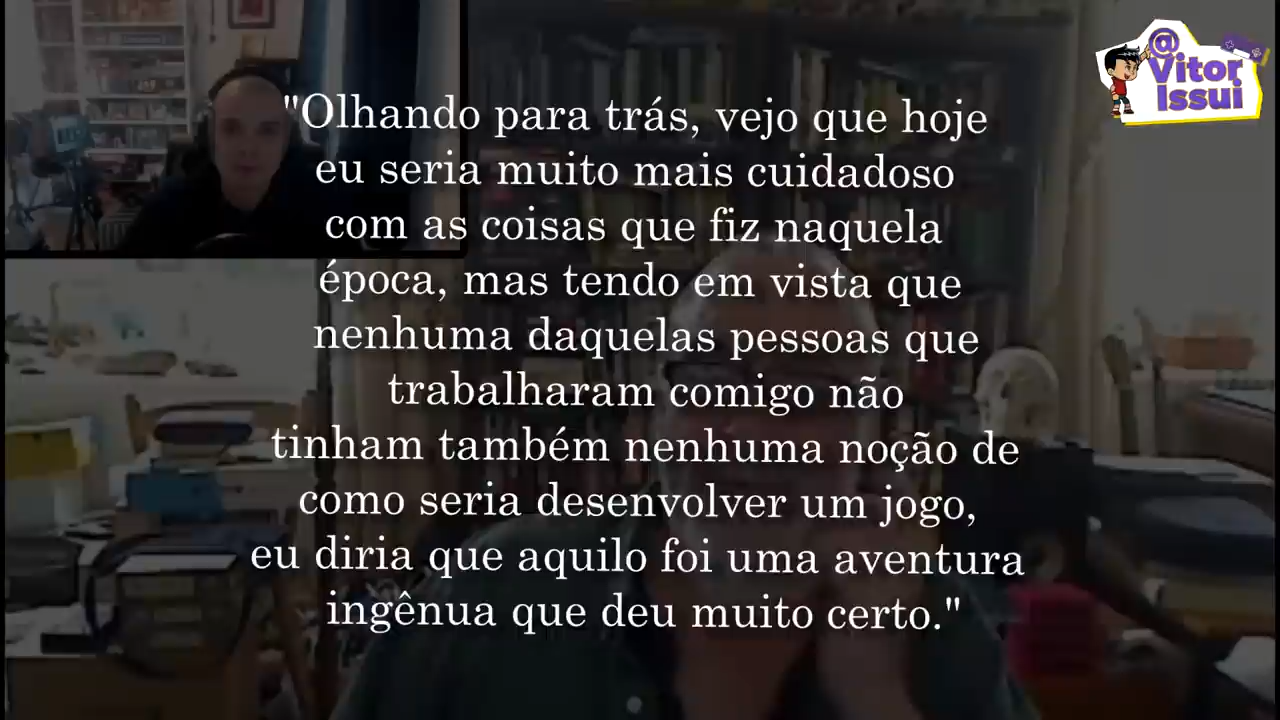 @
Vitor
Issui
"Olhando para trás, vejo que hoje
eu seria muito mais cuidadoso
com as coisas que fiz naquela
época, mas tendo em vista que
nenhuma daquelas pessoas que
trabalharam comigo não
tinham também nenhuma noção de
como seria desenvolver um jogo,
eu diria que aquilo foi uma aventura
ingênua que deu muito certo."